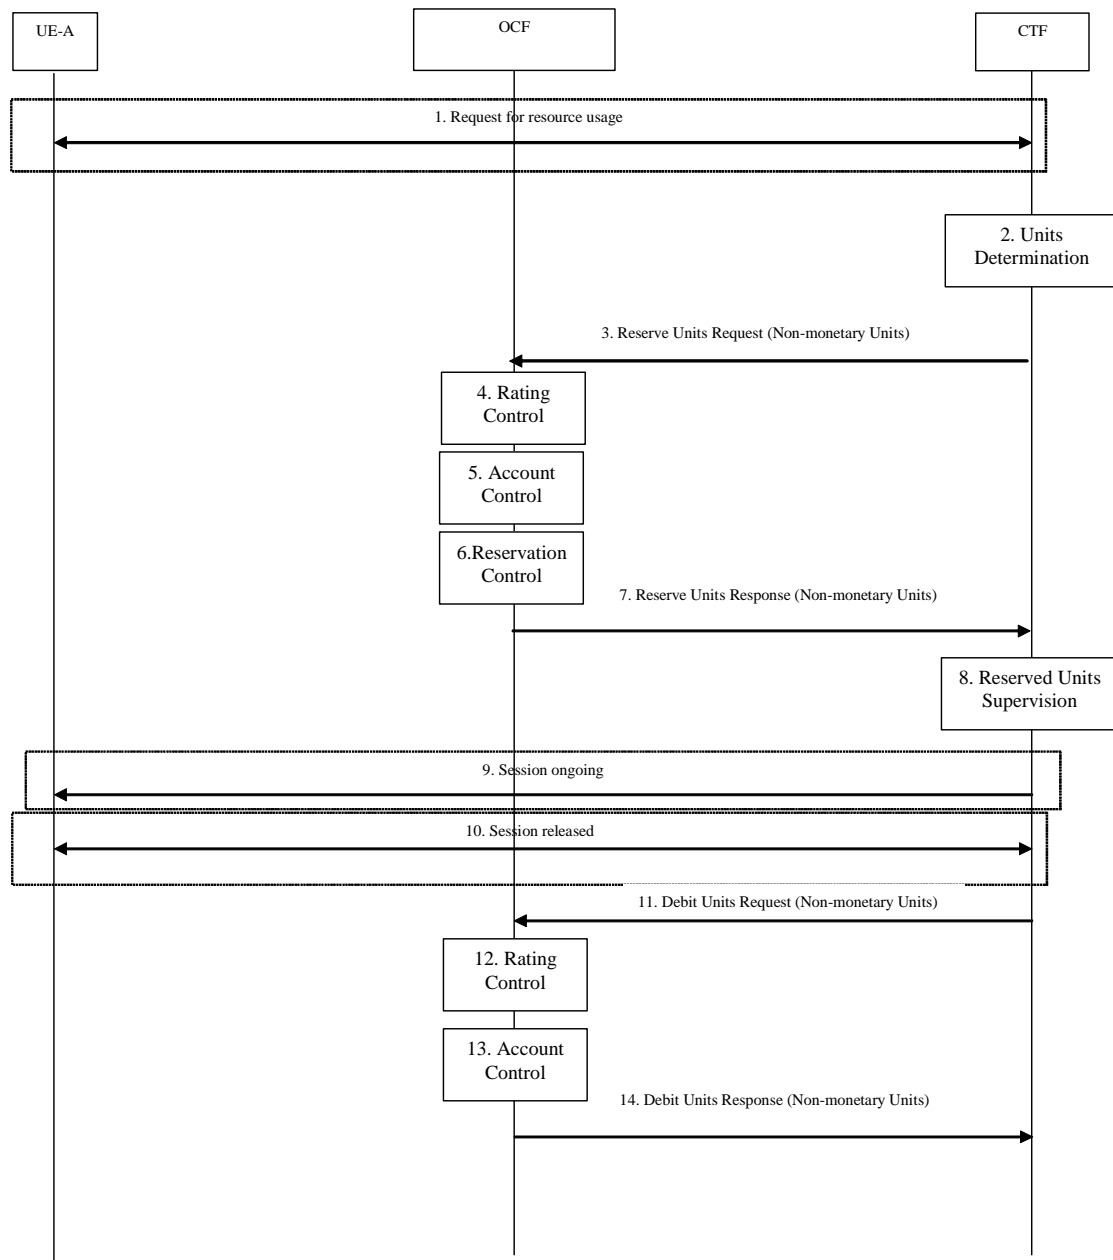 UE-A
OCF
CTF
1. Request for resource usage
2. Units
Determination
3. Reserve Units Request (Non-monetary Units)
4. Rating
Control
5. Account
Control
6.Reservation
Control
7. Reserve Units Response (Non-monetary Units)
8. Reserved Units
Supervision
9. Session ongoing
10. Session released
11. Debit Units Request (Non-monetary Units)
12. Rating
Control
13. Account
Control
14. Debit Units Response (Non-monetary Units)